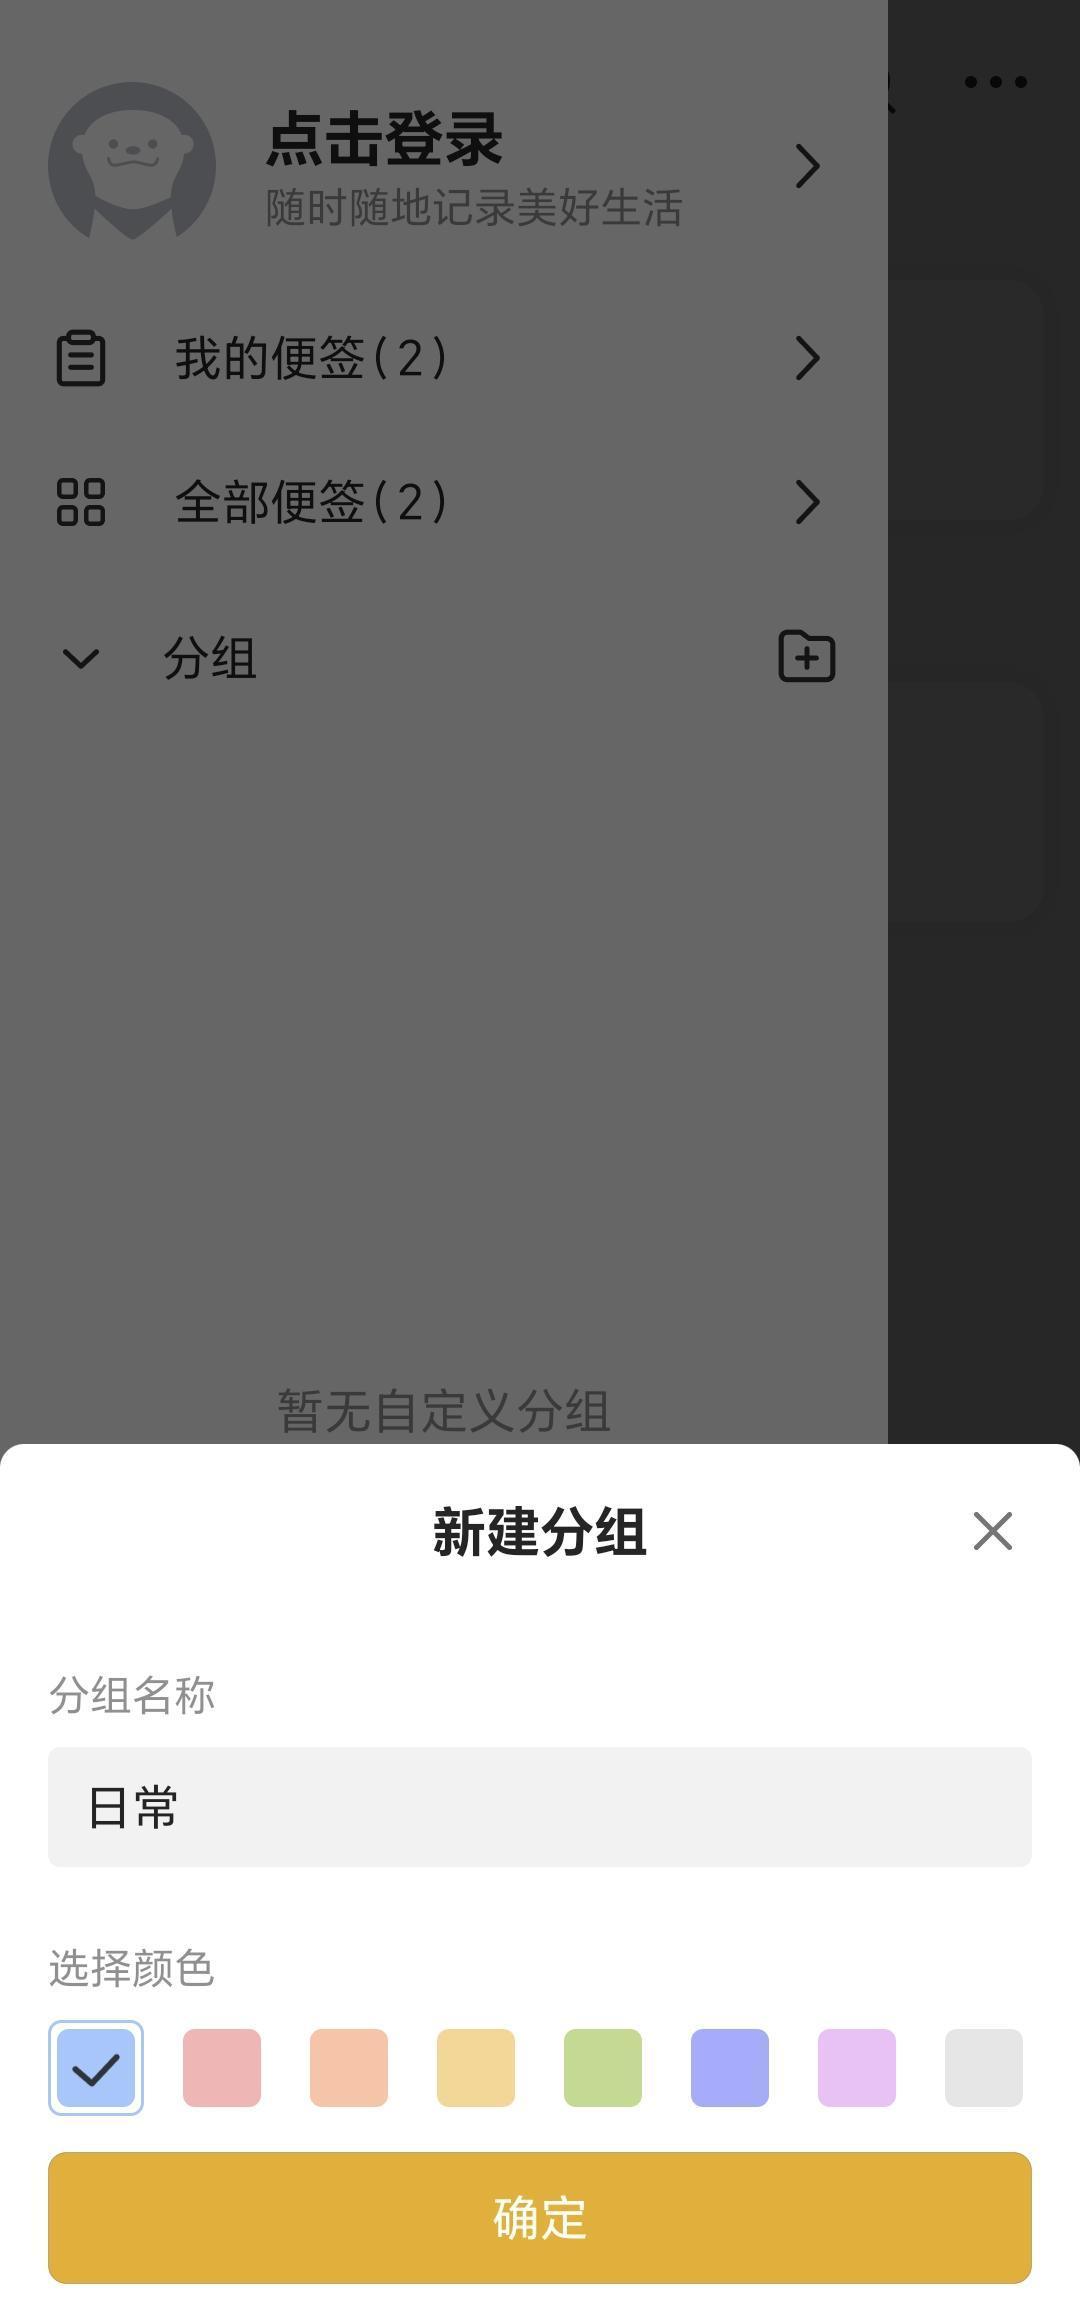 点击登录
随时随地记录美好生活
我的便签(2)
全部便签(2)
分组
暂无自定义分组
新建分组
分组名称
日常
选择颜色
确定